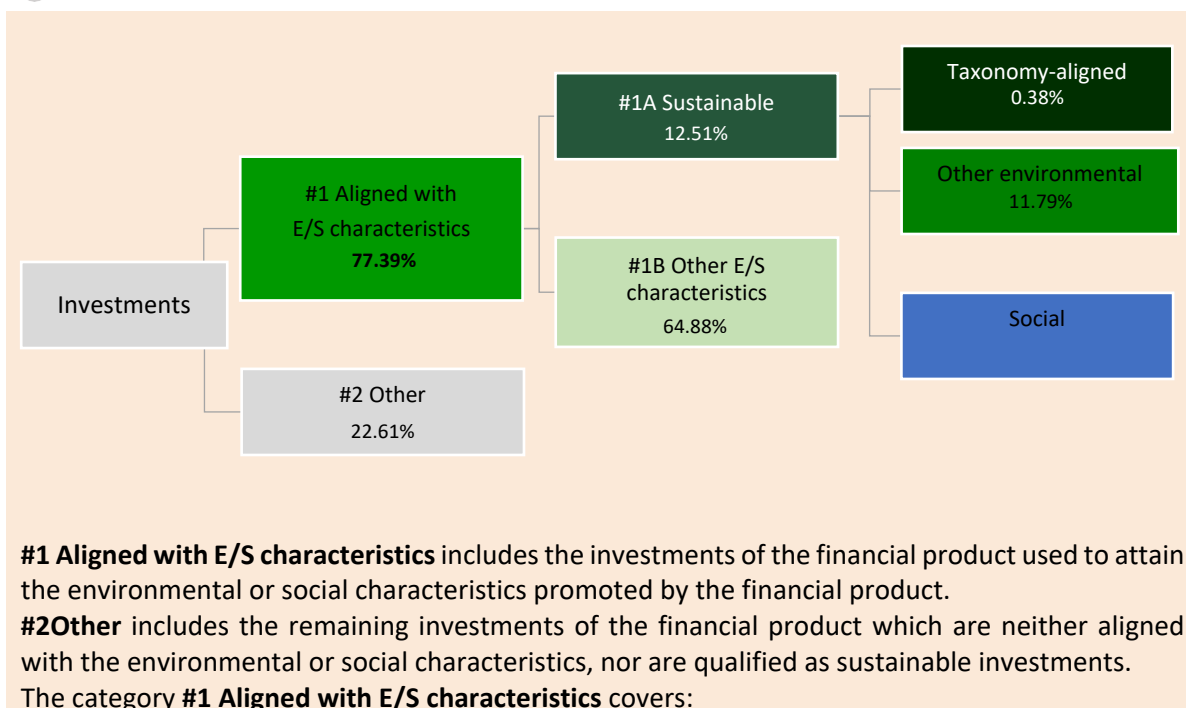 Investments
#1 Aligned with
E/S characteristics
77.39%
#2 Other
22.61%
#1A Sustainable
12.51%
#1B Other E/S
characteristics
64.88%
Taxonomy-aligned
0.38%
Other environmental
11.79%
Social
#1 Aligned with E/S characteristics includes the investments of the financial product used to attain
the environmental or social characteristics promoted by the financial product.
#2Other includes the remaining investments of the financial product which are neither aligned
with the environmental or social characteristics, nor are qualified as sustainable investments.
The category #1 Aligned with E/S characteristics covers: